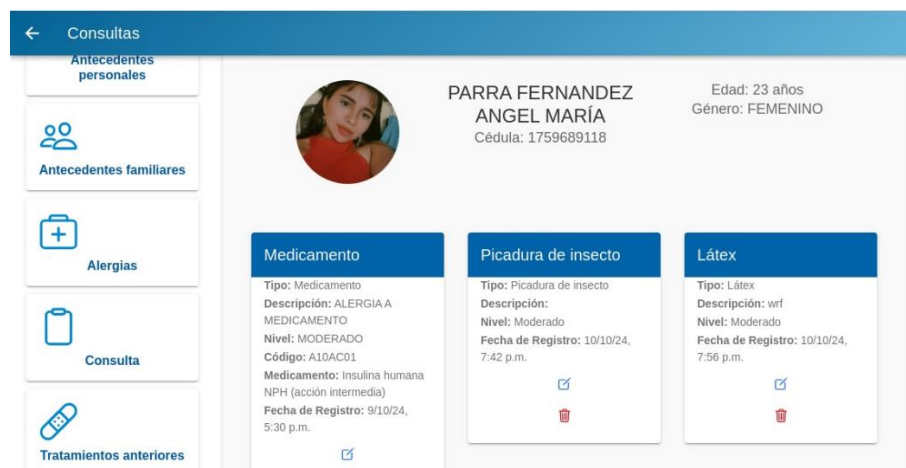 Consultas
Antecedentes
personales
Antecedentes familiares
Alergias
Consulta
Tratamientos anteriores
PARRA FERNANDEZ
ANGEL MARÍA
Cédula: 1759689118
Edad: 23 años
Género: FEMENINO
Medicamento
Tipo: Medicamento
Descripción: ALERGIA A
MEDICAMENTO
Nivel: MODERADO
Código: A10AC01
Medicamento: Insulina humana
NPH (acción intermedia)
Fecha de Registro: 9/10/24,
5:30 p.m.
Picadura de insecto
Tipo: Picadura de insecto
Descripción:
Nivel: Moderado
Fecha de Registro: 10/10/24,
7:42 p.m.
Látex
Tipo: Látex
Descripción: wrf
Nivel: Moderado
Fecha de Registro: 10/10/24,
7:56 p.m.